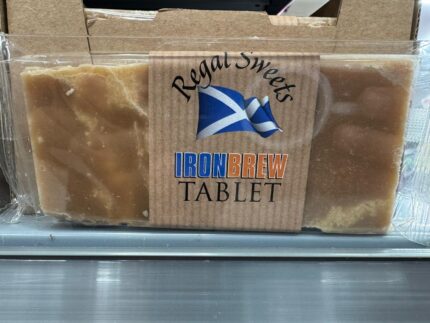 Regal Sweets
IRONBREW
TABLET